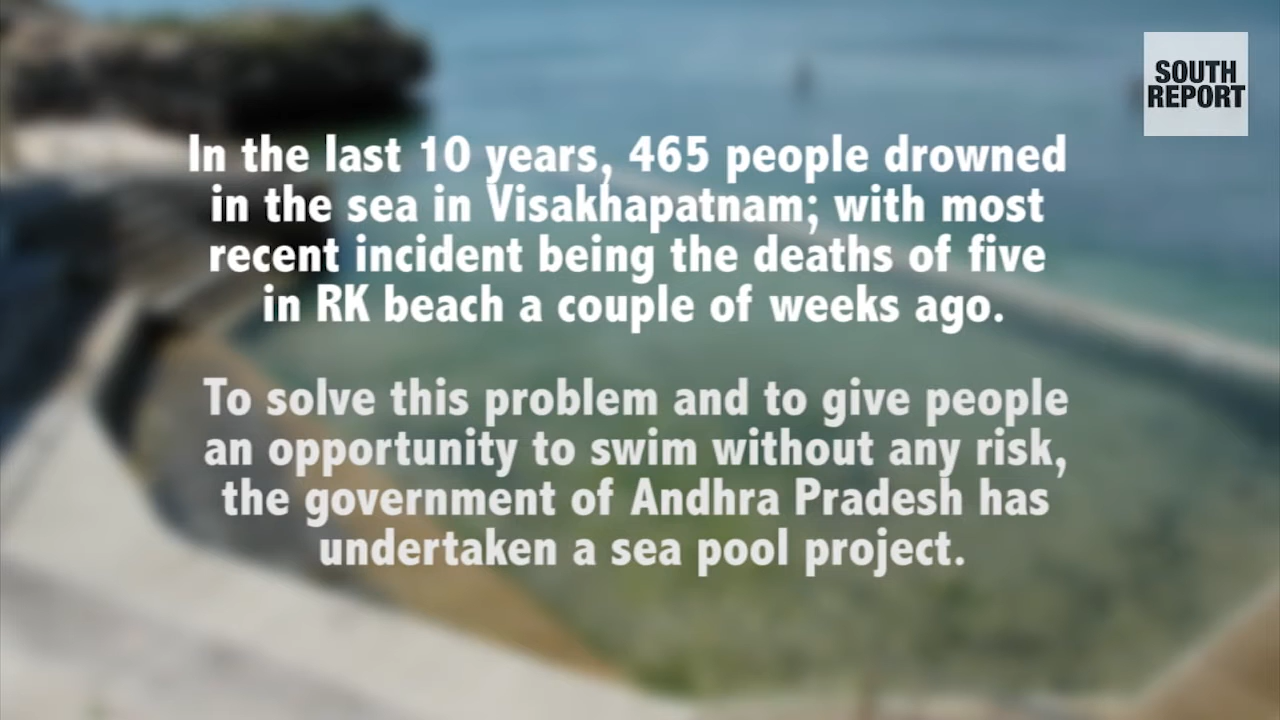 SOUTH
REPORT
In the last 10 years, 465 people drowned
in the sea in Visakhapatnam; with most
recent incident being the deaths of five
in RK beach a couple of weeks ago.
To solve this problem and to give people
an opportunity to swim without any risk,
the government of Andhra Pradesh has
undertaken a sea pool project.